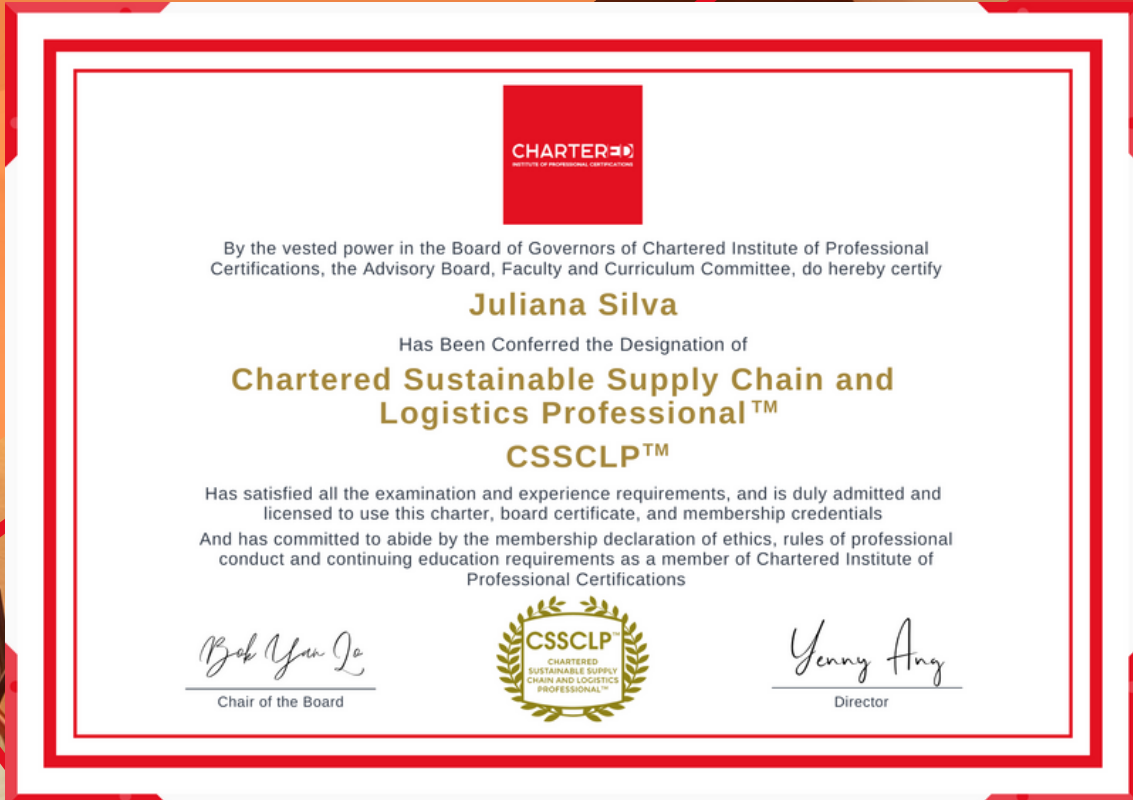 CHARTERED
INSTITUTE OF PROFESSIONAL CERTIFICATIONS
By the vested power in the Board of Governors of Chartered Institute of Professional
Certifications, the Advisory Board, Faculty and Curriculum Committee, do hereby certify
Juliana Silva
Has Been Conferred the Designation of
Chartered Sustainable Supply Chain and
Logistics Professional™
CSSCLP™
Has satisfied all the examination and experience requirements, and is duly admitted and
licensed to use this charter, board certificate, and membership credentials
And has committed to abide by the membership declaration of ethics, rules of professional
conduct and continuing education requirements as a member of Chartered Institute of
Professional Certifications
Bok Yan Lo
Chair of the Board
CSSCLP™
CHARTERED
SUSTAINABLE SUPPLY
CHAIN AND LOGISTICS
PROFESSIONAL™
Yenny Ang
Director